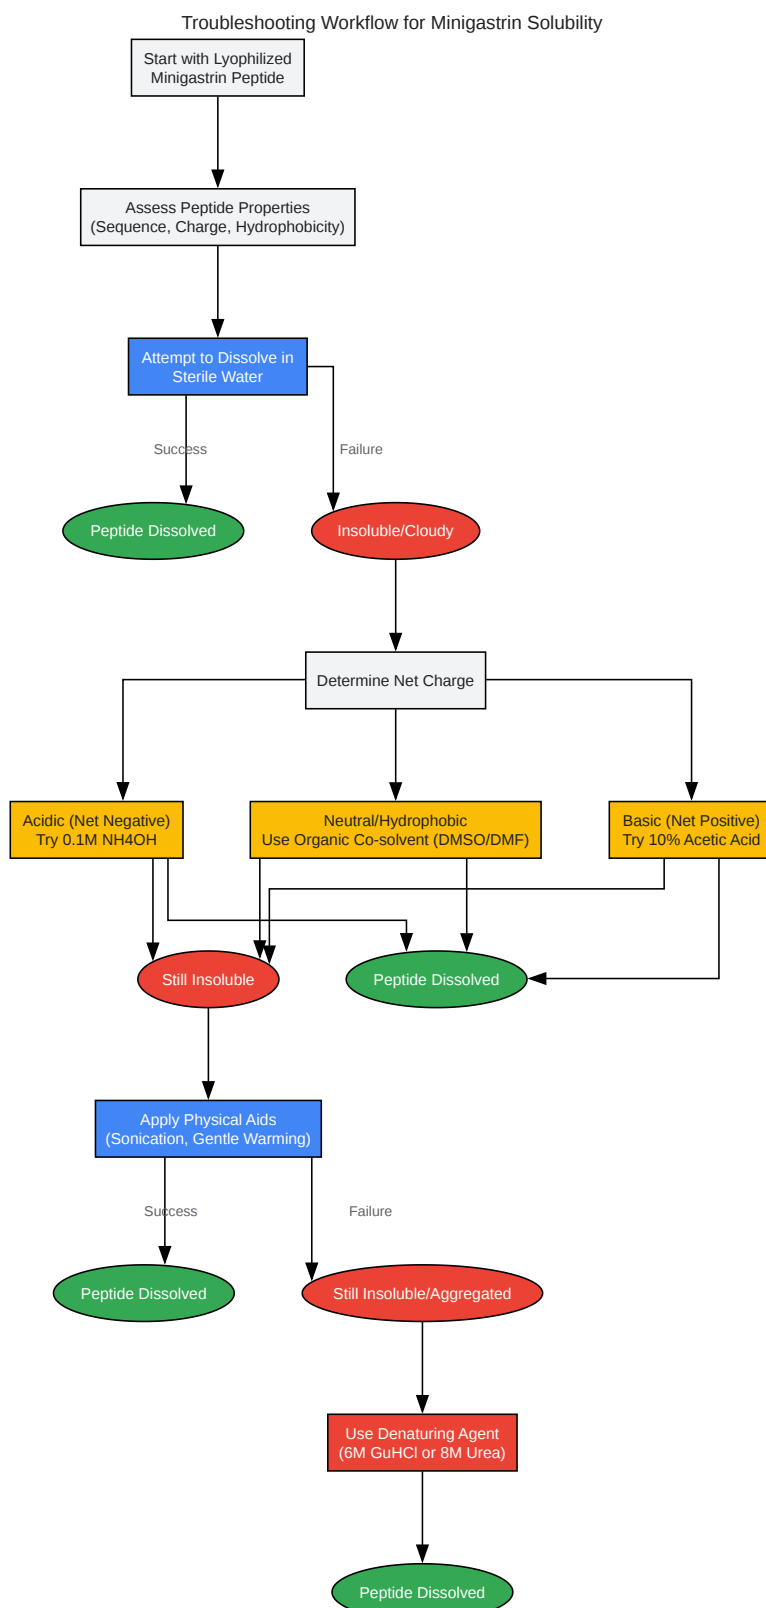 Troubleshooting Workflow for Minigastrin Solubility
Start with Lyophilized
Minigastrin Peptide
Assess Peptide Properties
(Sequence, Charge, Hydrophobicity)
Attempt to Dissolve in
Sterile Water
Success
Failure
Peptide Dissolved
Insoluble/Cloudy
Determine Net Charge
Acidic (Net Negative)
Try 0.1M NH4OH
Neutral/Hydrophobic
Use Organic Co-solvent (DMSO/DMF)
Basic (Net Positive)
Try 10% Acetic Acid
Still Insoluble
Peptide Dissolved
Apply Physical Aids
(Sonication, Gentle Warming)
Success
Failure
Peptide Dissolved
Still Insoluble/Aggregated
Use Denaturing Agent
(6M GuHCl or 8M Urea)
Peptide Dissolved